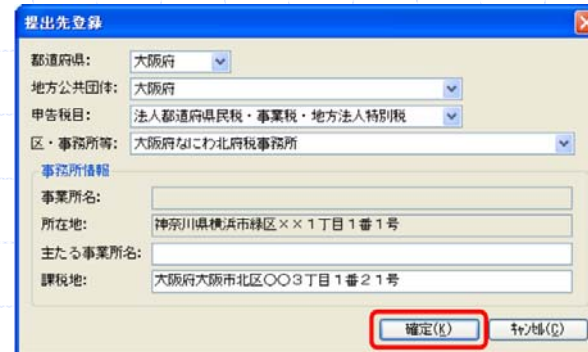 提出先登録
都道府県: 大阪府
地方公共団体: 大阪府
申告税目: 法人都道府県民税・事業税・地方法人特別税
区・事務所等: 大阪府なにわ北府税事務所
事務所情報
事業所名:
所在地: 神奈川県横浜市緑区××1丁目1番1号
主たる事業所名:
課税地: 大阪府大阪市北区〇〇3丁目1番21号
確定(K) キャンセル(C)